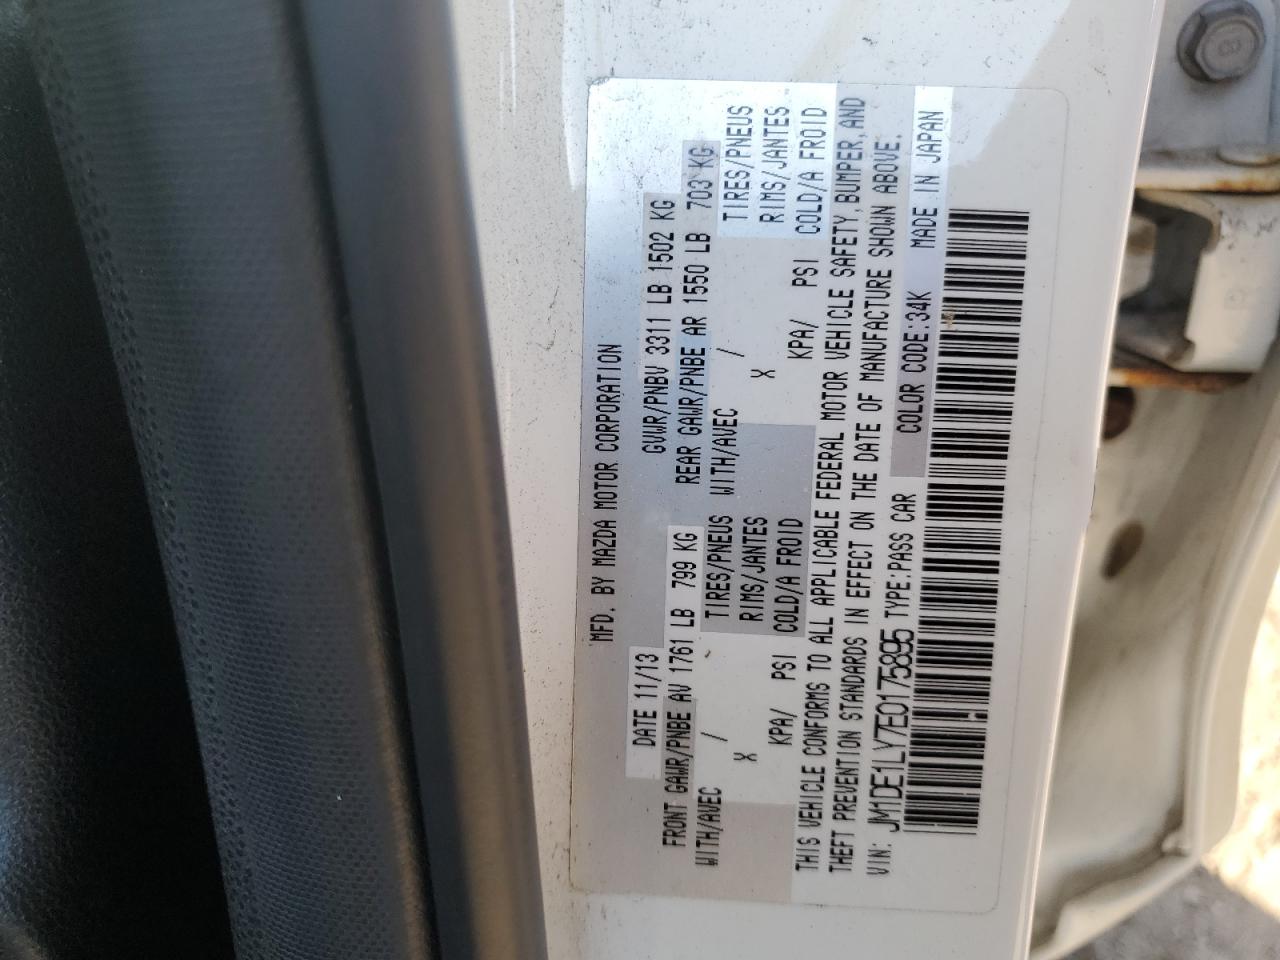 MFD. BY MAZDA MOTOR CORPORATION
DATE 11/13 GVWR/PNBV 3311 LB 1502 KG
FRONT GAWR/PNBE AV 1761 LB 799 KG REAR GAWR/PNBE AR 1550 LB 703 KG
WITH/AVEC / TIRES/PNEUS WITH/AVEC / TIRES/PNEUS
X RIMS/JANTES X RIMS/JANTES
KPA/ PSI COLD/A FROID KPA/ PSI COLD/A FROID
THIS VEHICLE CONFORMS TO ALL APPLICABLE FEDERAL MOTOR VEHICLE SAFETY, BUMPER, AND
THEFT PREVENTION STANDARDS IN EFFECT ON THE DATE OF MANUFACTURE SHOWN ABOVE.
VIN: JM1DE1LY7E0175895 TYPE:PASS CAR COLOR CODE:34K MADE IN JAPAN